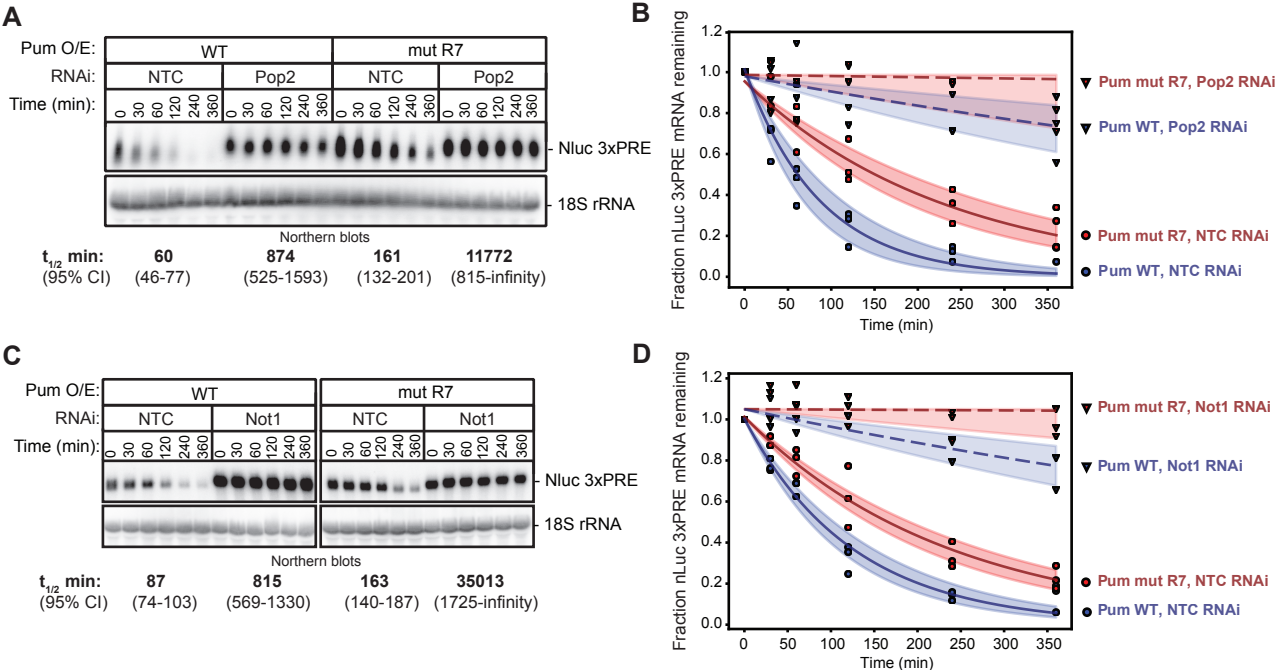 A
Pum O/E: WT mut R7
RNAi: NTC Pop2 NTC Pop2
Time (min): 0 30 60 120 240 360 0 30 60 120 240 360 0 30 60 120 240 360 0 30 60 120 240 360
Nluc 3xPRE
18S rRNA
Northern blots
t1/2 min: 60 874 161 11772
(95% CI) (46-77) (525-1593) (132-201) (815-infinity)
B
Fraction nLuc 3xPRE mRNA remaining
1.2
1.0
0.8
0.6
0.4
0.2
0.0
0 50 100 150 200 250 300 350
Time (min)
Pum mut R7, Pop2 RNAi
Pum WT, Pop2 RNAi
Pum mut R7, NTC RNAi
Pum WT, NTC RNAi
C
Pum O/E: WT mut R7
RNAi: NTC Not1 NTC Not1
Time (min): 0 30 60 120 240 360 0 30 60 120 240 360 0 30 60 120 240 360 0 30 60 120 240 360
Nluc 3xPRE
18S rRNA
Northern blots
t1/2 min: 87 815 163 35013
(95% CI) (74-103) (569-1330) (140-187) (1725-infinity)
D
Fraction nLuc 3xPRE mRNA remaining
1.2
1.0
0.8
0.6
0.4
0.2
0.0
0 50 100 150 200 250 300 350
Time (min)
Pum mut R7, Not1 RNAi
Pum WT, Not1 RNAi
Pum mut R7, NTC RNAi
Pum WT, NTC RNAi